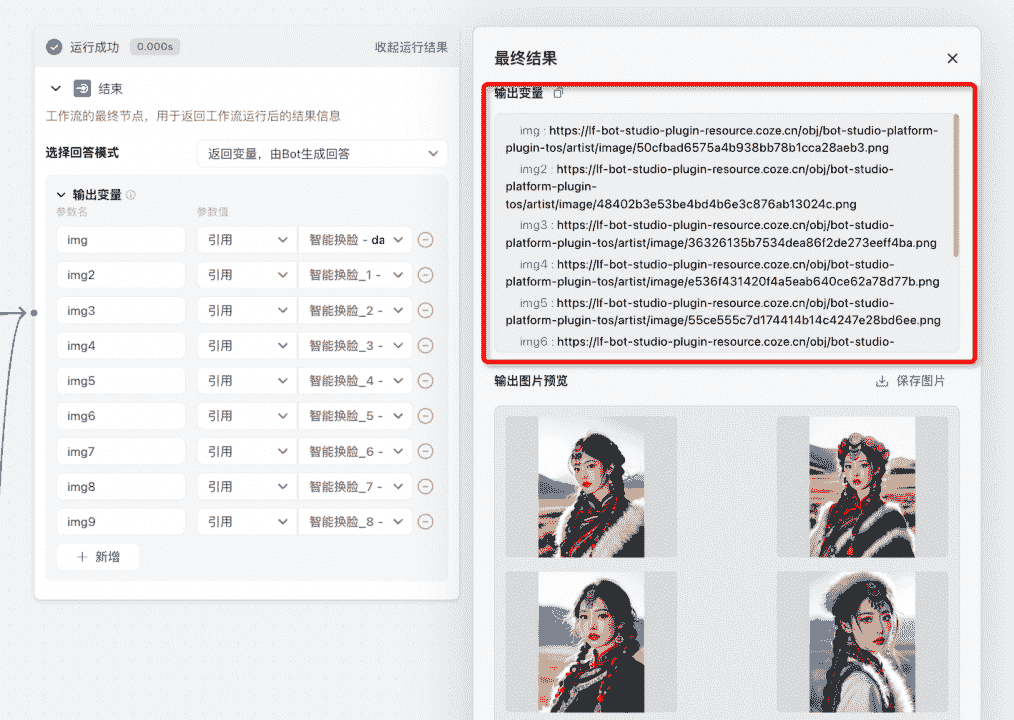 运行成功 0.000s 收起运行结果
结束
工作流的最终节点，用于返回工作流运行后的结果信息
选择回答模式 返回变量，由Bot生成回答
输出变量
参数名 参数值
img 引用 智能换脸 - da
img2 引用 智能换脸_1 -
img3 引用 智能换脸_2 -
img4 引用 智能换脸_3 -
img5 引用 智能换脸_4 -
img6 引用 智能换脸_5 -
img7 引用 智能换脸_6 -
img8 引用 智能换脸_7 -
img9 引用 智能换脸_8 -
新增
最终结果
输出变量
img : https://lf-bot-studio-plugin-resource.coze.cn/obj/bot-studio-platform-
plugin-tos/artist/image/50cfbad6575a4b938bb78b1cca28aeb3.png
img2 : https://lf-bot-studio-plugin-resource.coze.cn/obj/bot-studio-
platform-plugin-
tos/artist/image/48402b3e53be4bd4b6e3c876ab13024c.png
img3 : https://lf-bot-studio-plugin-resource.coze.cn/obj/bot-studio-
platform-plugin-tos/artist/image/36326135b7534dea86f2de273eeff4ba.png
img4 : https://lf-bot-studio-plugin-resource.coze.cn/obj/bot-studio-
platform-plugin-tos/artist/image/e536f431420f4a5eab640ce62a78d77b.png
img5 : https://lf-bot-studio-plugin-resource.coze.cn/obj/bot-studio-
platform-plugin-tos/artist/image/55ce555c7d174414b14c4247e28bd6ee.png
img6 : https://lf-bot-studio-plugin-resource.coze.cn/obj/bot-studio-
输出图片预览 保存图片